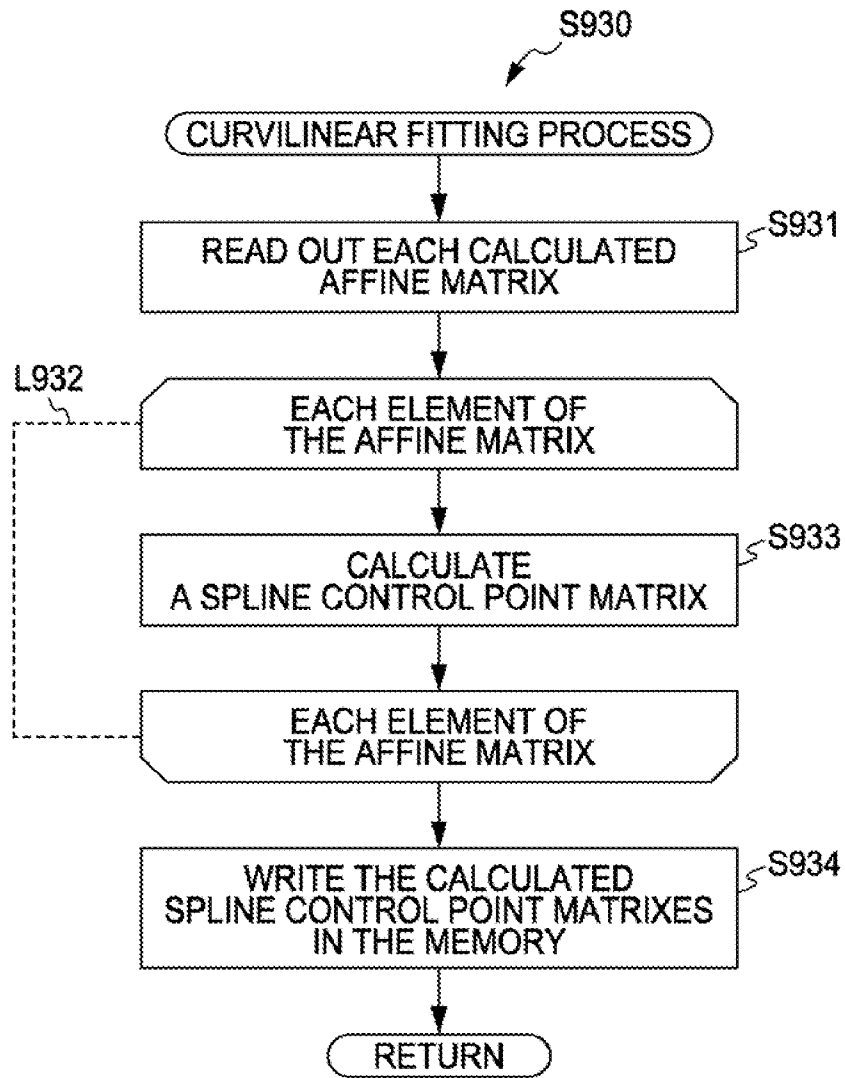 S930
CURVILINEAR FITTING PROCESS
S931
READ OUT EACH CALCULATED
AFFINE MATRIX
L932
EACH ELEMENT OF
THE AFFINE MATRIX
S933
CALCULATE
A SPLINE CONTROL POINT MATRIX
EACH ELEMENT OF
THE AFFINE MATRIX
S934
WRITE THE CALCULATED
SPLINE CONTROL POINT MATRIXES
IN THE MEMORY
RETURN